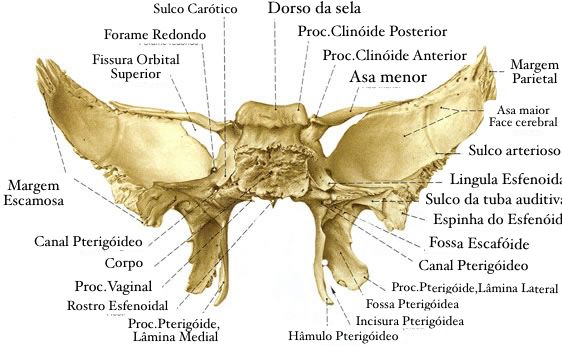 Sulco Carótico
Dorso da sela
Forame Redondo
Proc.Clinóide Posterior
Fissura Orbital
Superior
Proc.Clinóide Anterior
Asa menor
Margem
Parietal
Asa maior
Face cerebral
Sulco arterioso
Margem
Escamosa
Lingula Esfenoida
Sulco da tuba auditiva
Espinha do Esfenóid
Canal Pterigóideo
Fossa Escafóide
Corpo
Canal Pterigóideo
Proc.Vaginal
Proc.Pterigóide,Lâmina Lateral
Rostro Esfenoidal
Fossa Pterigóidea
Proc.Pterigóide,
Lâmina Medial
Incisura Pterigóidea
Hâmulo Pterigóideo